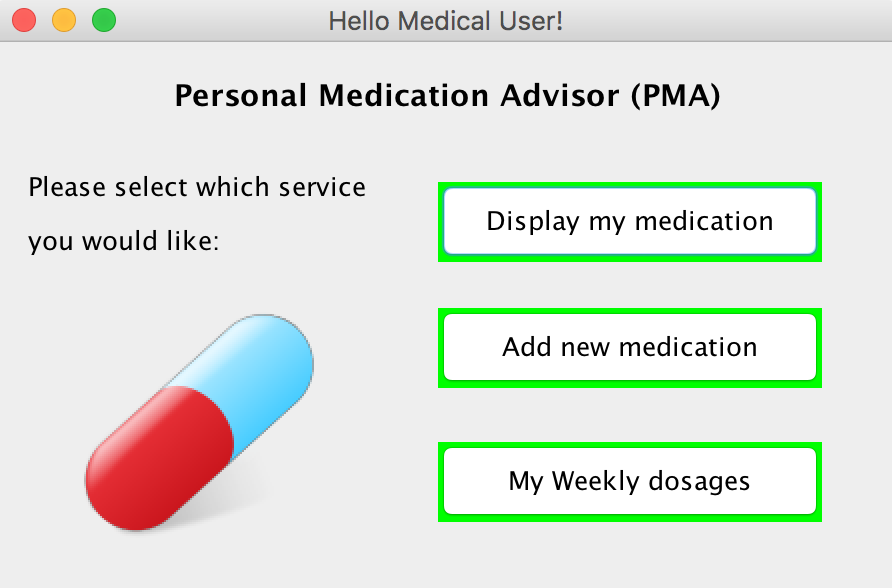 Hello Medical User!
Personal Medication Advisor (PMA)
Please select which service
you would like:
Display my medication
Add new medication
My Weekly dosages